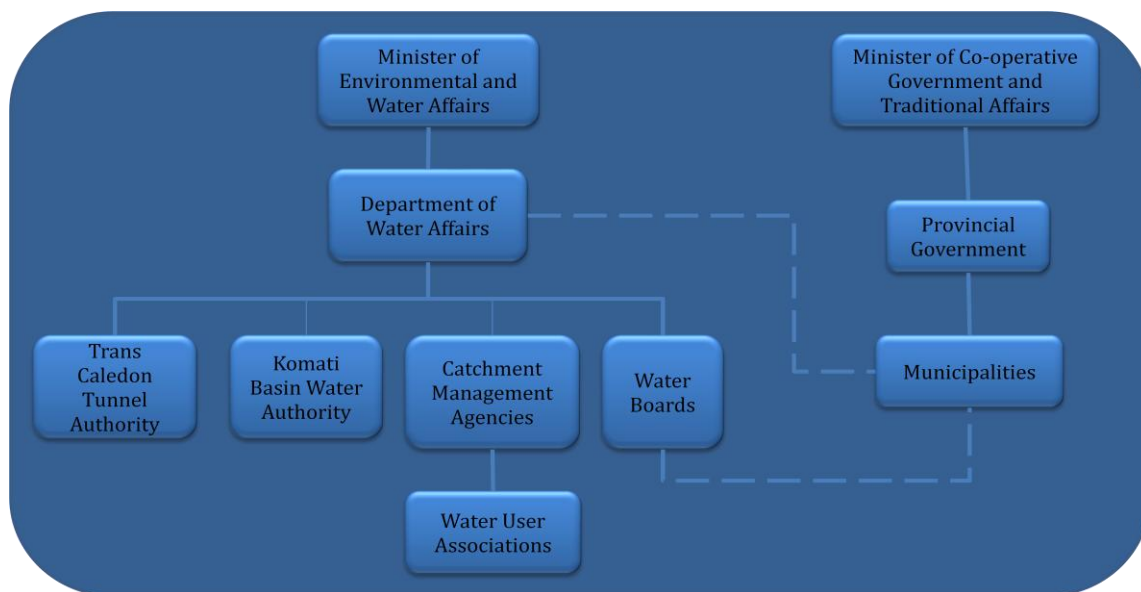 Minister of
Environmental and
Water Affairs
Minister of Co-operative
Government and
Traditional Affairs
Department of
Water Affairs
Provincial
Government
Trans
Caledon
Tunnel
Authority
Komati
Basin Water
Authority
Catchment
Management
Agencies
Water
Boards
Municipalities
Water User
Associations